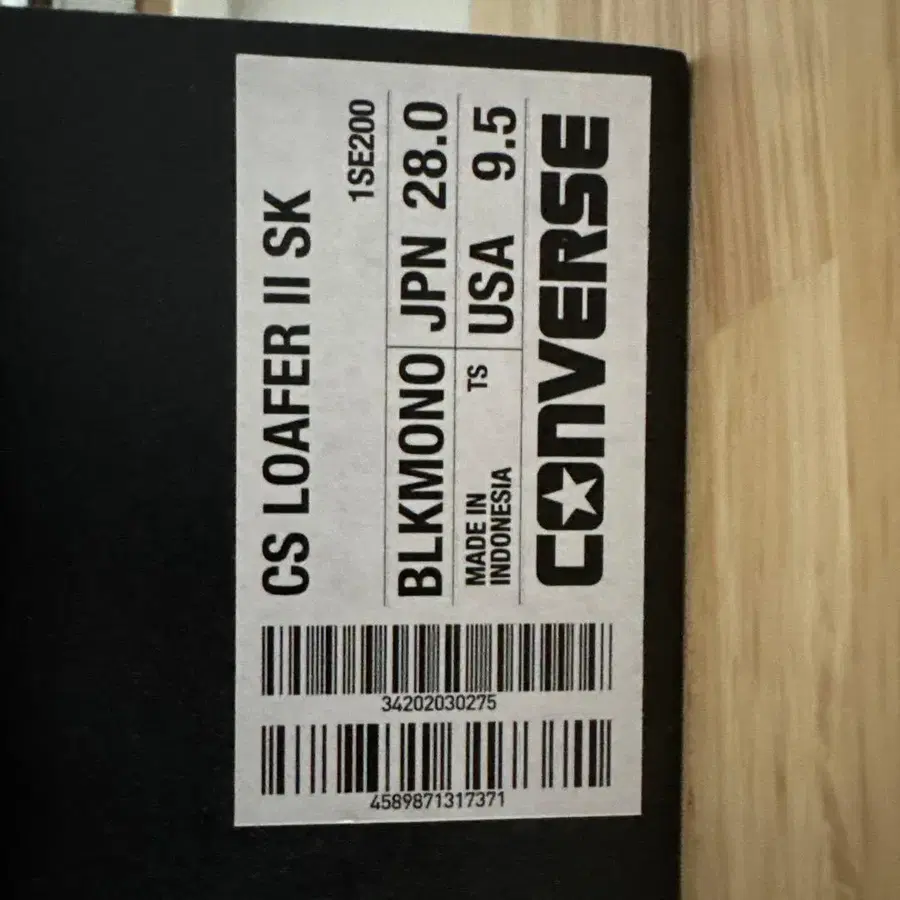 CS LOAFER II SK
1SE200
BLKMONO JPN 28.0
MADE IN INDONESIA TS USA 9.5
CONVERSE
34202030275
4589871317371